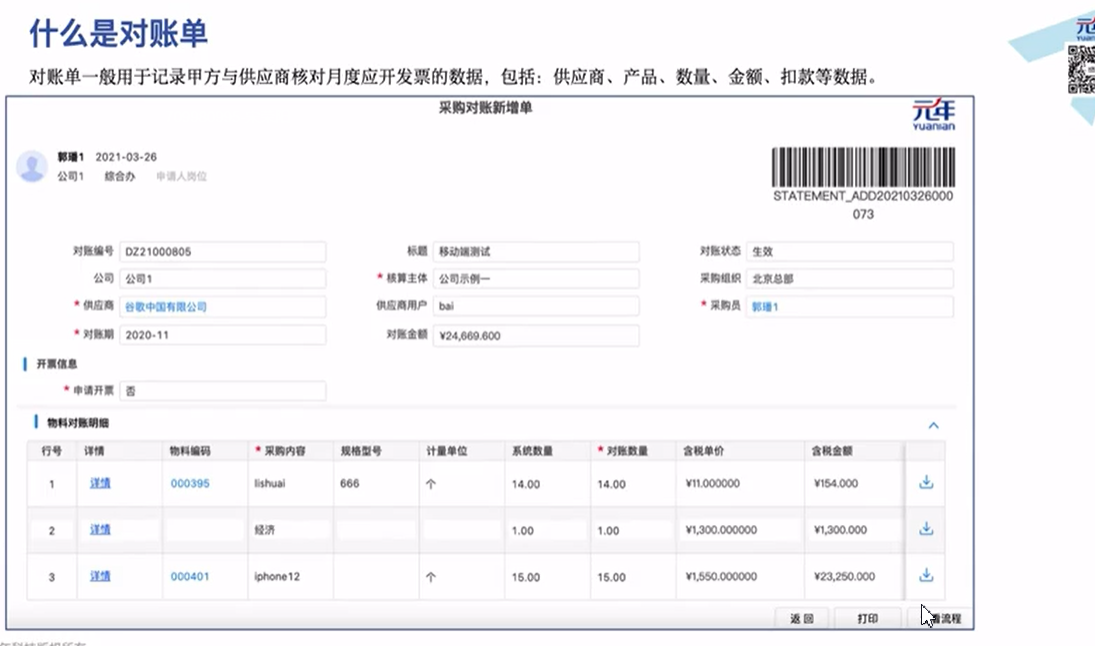 什么是对账单
元
对账单一般用于记录甲方与供应商核对月度应开发票的数据，包括：供应商、产品、数量、金额、扣款等数据。
采购对账新增单
元年
Yuanian
郭璠1 2021-03-26
公司1 综合办 申请人岗位
STATEMENT_ADD20210326000
073
对账编号 DZ21000805 标题 移动端测试 对账状态 生效
公司 公司1 * 核算主体 公司示例一 采购组织 北京总部
* 供应商 谷歌中国有限公司 供应商用户 bai * 采购员 郭璠1
* 对账期 2020-11 对账金额 ¥24,669.600
开票信息
* 申请开票 否
物料对账明细
行号 详情 物料编码 * 采购内容 规格型号 计量单位 系统数量 * 对账数量 含税单价 含税金额
1 详情 000395 lishuai 666 个 14.00 14.00 ¥11.000000 ¥154.000
2 详情 经济 1.00 1.00 ¥1,300.000000 ¥1,300.000
3 详情 000401 iphone12 个 15.00 15.00 ¥1,550.000000 ¥23,250.000
返回 打印 看流程